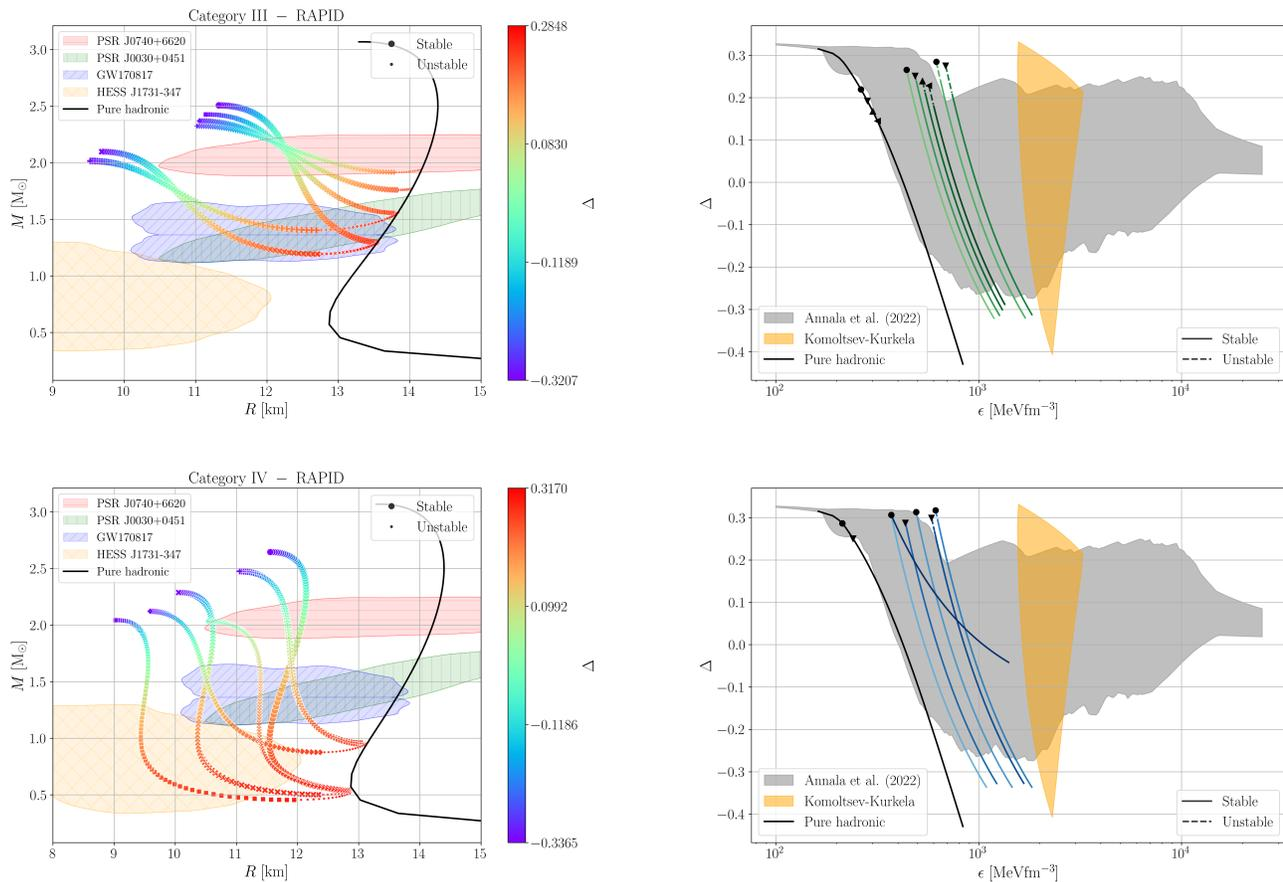 Category III − RAPID
PSR J0740+6620
PSR J0030+0451
GW170817
HESS J1731-347
Pure hadronic
Stable
Unstable
3.0
2.5
2.0
1.5
1.0
0.5
M [M⊙]
9 10 11 12 13 14 15
R [km]
0.2848
0.0830
−0.1189
−0.3207
Δ
0.3
0.2
0.1
0.0
−0.1
−0.2
−0.3
−0.4
Δ
Annala et al. (2022)
Komoltsev-Kurkela
Pure hadronic
Stable
Unstable
10² 10³ 10⁴
ϵ [MeVfm⁻³]
Category IV − RAPID
PSR J0740+6620
PSR J0030+0451
GW170817
HESS J1731-347
Pure hadronic
Stable
Unstable
3.0
2.5
2.0
1.5
1.0
0.5
M [M⊙]
8 9 10 11 12 13 14 15
R [km]
0.3170
0.0992
−0.1186
−0.3365
Δ
0.3
0.2
0.1
0.0
−0.1
−0.2
−0.3
−0.4
Δ
Annala et al. (2022)
Komoltsev-Kurkela
Pure hadronic
Stable
Unstable
10² 10³ 10⁴
ϵ [MeVfm⁻³]